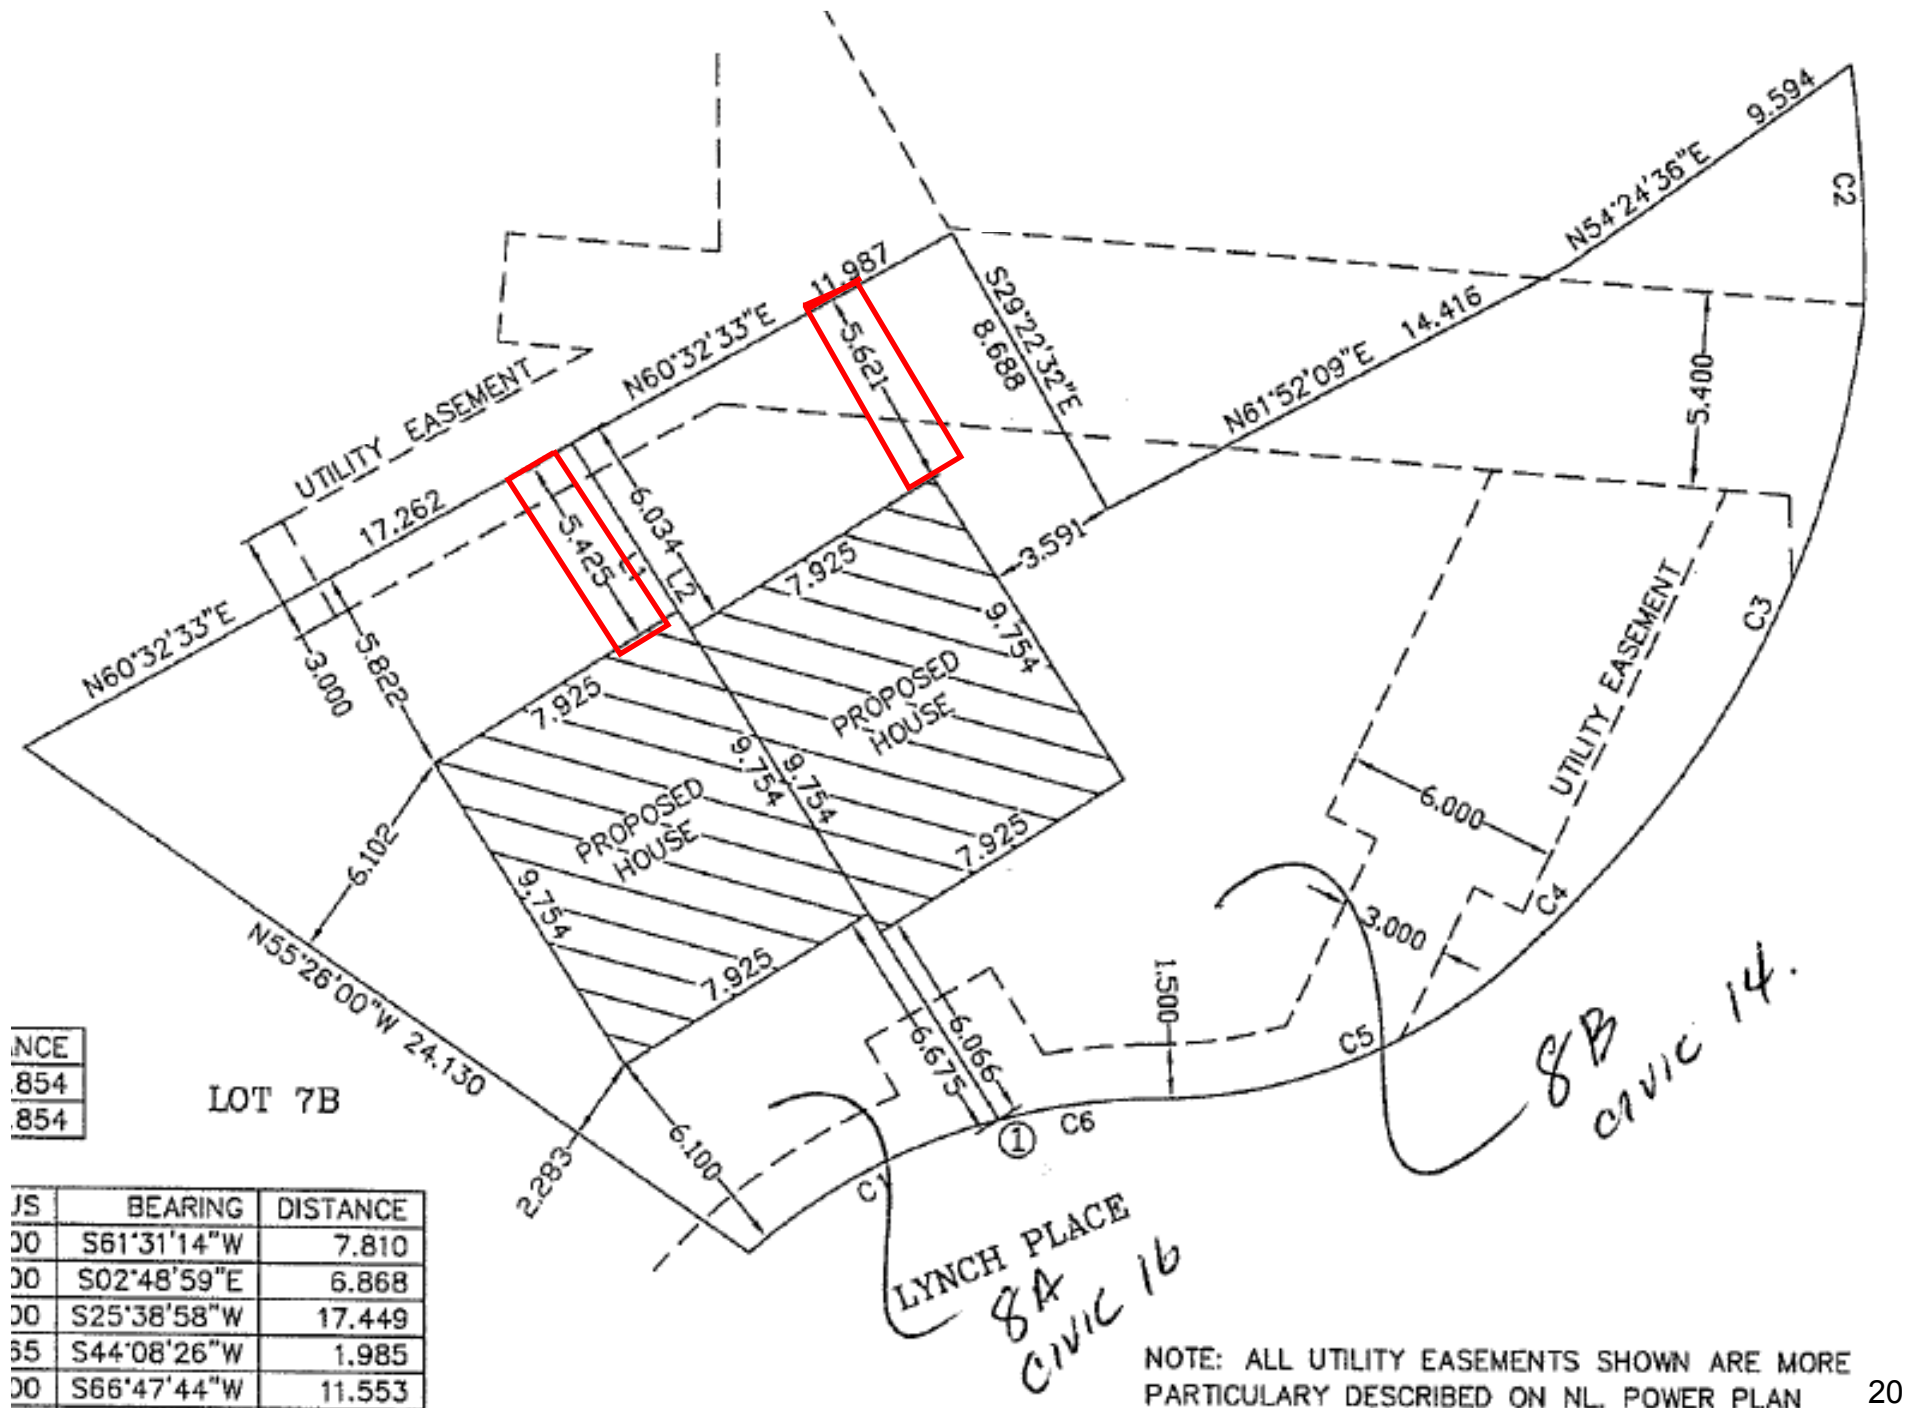 9.594
N54°24'36"E
C2
11.987
N60°32'33"E
S29°22'32"E
8.688
5.621
14.416
N61°52'09"E
5.400
UTILITY EASEMENT
17.262
6.034
5.425
L1
L2
7.925
3.591
N60°32'33"E
3.000
5.822
9.754
C3
7.925
PROPOSED
HOUSE
9.754
9.754
UTILITY EASEMENT
PROPOSED
HOUSE
6.000
7.925
6.102
9.754
C4
3.000
N55°26'00"W 24.130
7.925
1.500
6.066
6.675
C5
8B
CIVIC 14.
C6
1
ANCE
.854
.854
LOT 7B
6.100
2.283
C1
LYNCH PLACE
8A
CIVIC 16
US BEARING DISTANCE
00 S61°31'14"W 7.810
00 S02°48'59"E 6.868
00 S25°38'58"W 17.449
65 S44°08'26"W 1.985
00 S66°47'44"W 11.553
NOTE: ALL UTILITY EASEMENTS SHOWN ARE MORE
PARTICULARY DESCRIBED ON NL. POWER PLAN
20